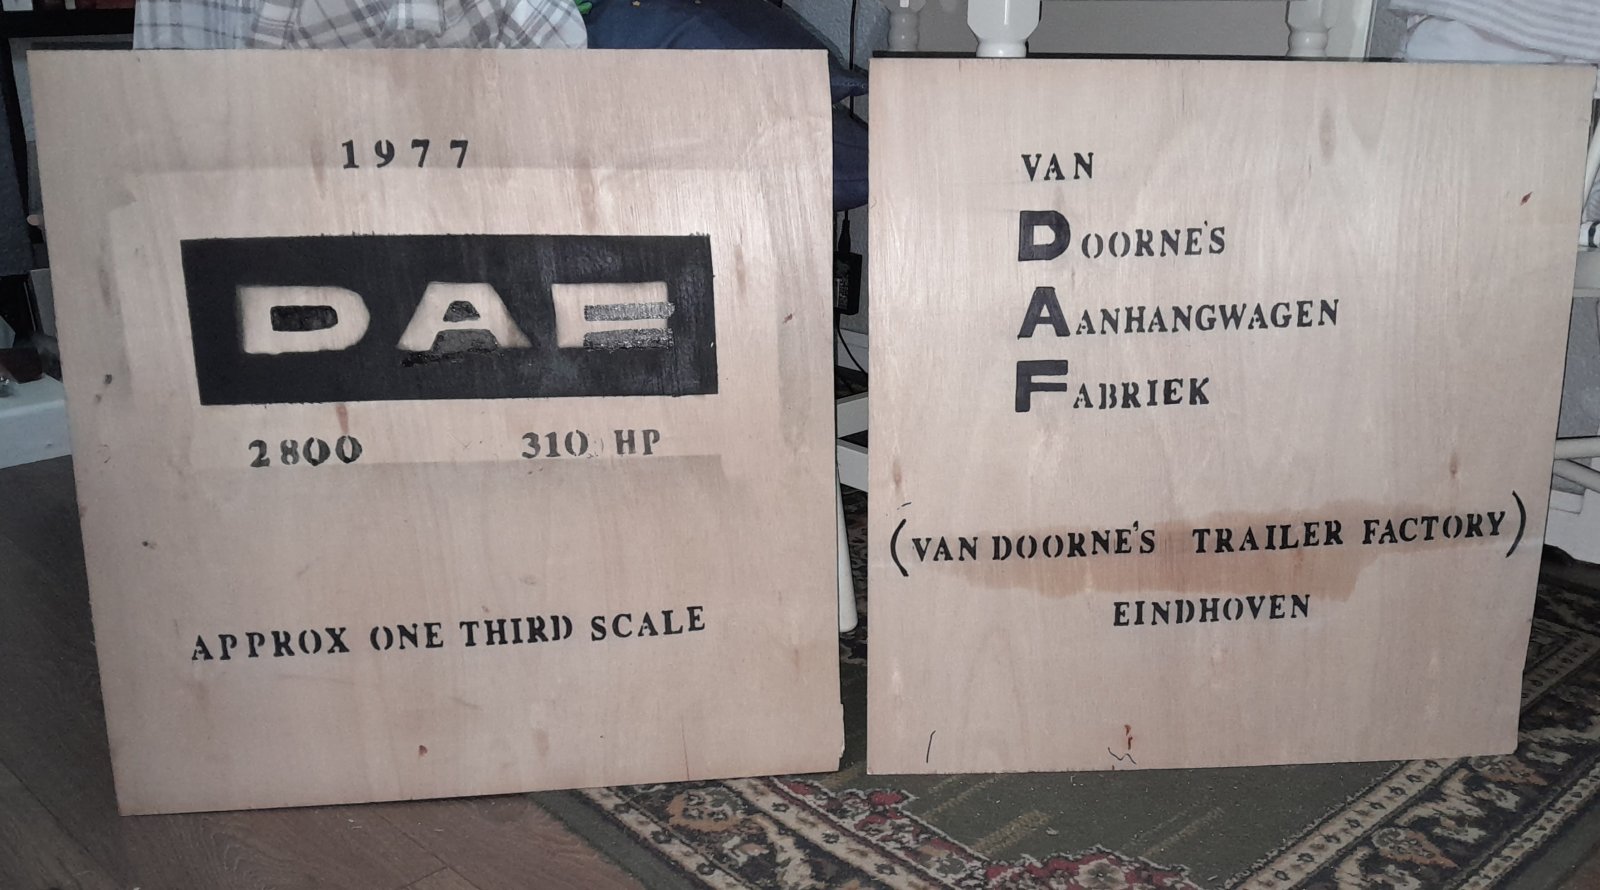 1977
DAF
2800 310 HP
APPROX ONE THIRD SCALE
VAN
DOORNE'S
AANHANGWAGEN
FABRIEK
(VAN DOORNE'S TRAILER FACTORY)
EINDHOVEN